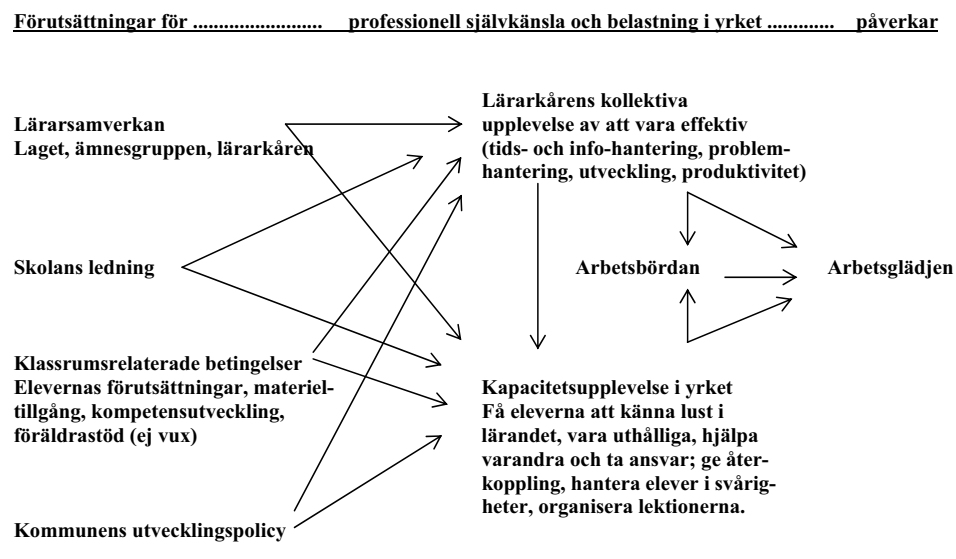 Förutsättningar för ........................ professionell självkänsla och belastning i yrket ............. påverkar
Lärarsamverkan
Laget, ämnesgruppen, lärarkåren
Skolans ledning
Klassrumsrelaterade betingelser
Elevernas förutsättningar, materiel-
tillgång, kompetensutveckling,
föräldrastöd (ej vux)
Kommunens utvecklingspolicy
Lärarkårens kollektiva
upplevelse av att vara effektiv
(tids- och info-hantering, problem-
hantering, utveckling, produktivitet)
Arbetsbördan
Arbetsglädjen
Kapacitetsupplevelse i yrket
Få eleverna att känna lust i
lärandet, vara uthålliga, hjälpa
varandra och ta ansvar; ge åter-
koppling, hantera elever i svårig-
heter, organisera lektionerna.